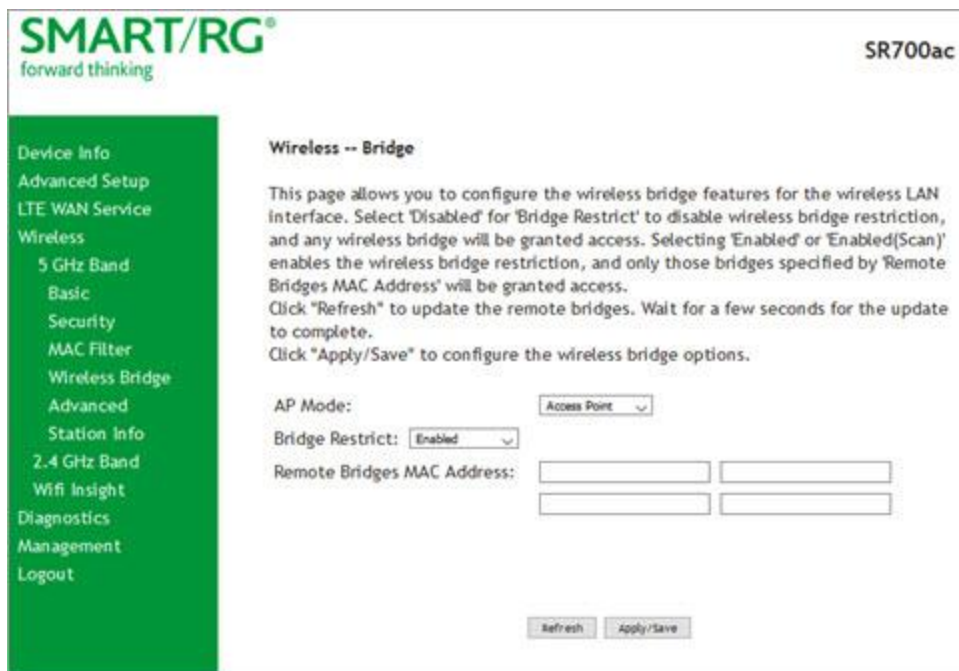 SMART/RG®
forward thinking
SR700ac
Device Info
Advanced Setup
LTE WAN Service
Wireless
5 GHz Band
Basic
Security
MAC Filter
Wireless Bridge
Advanced
Station Info
2.4 GHz Band
Wifi Insight
Diagnostics
Management
Logout
Wireless -- Bridge
This page allows you to configure the wireless bridge features for the wireless LAN
interface. Select 'Disabled' for 'Bridge Restrict' to disable wireless bridge restriction,
and any wireless bridge will be granted access. Selecting 'Enabled' or 'Enabled(Scan)'
enables the wireless bridge restriction, and only those bridges specified by 'Remote
Bridges MAC Address' will be granted access.
Click "Refresh" to update the remote bridges. Wait for a few seconds for the update
to complete.
Click "Apply/Save" to configure the wireless bridge options.
AP Mode: Access Point
Bridge Restrict: Enabled
Remote Bridges MAC Address:
Refresh Apply/Save